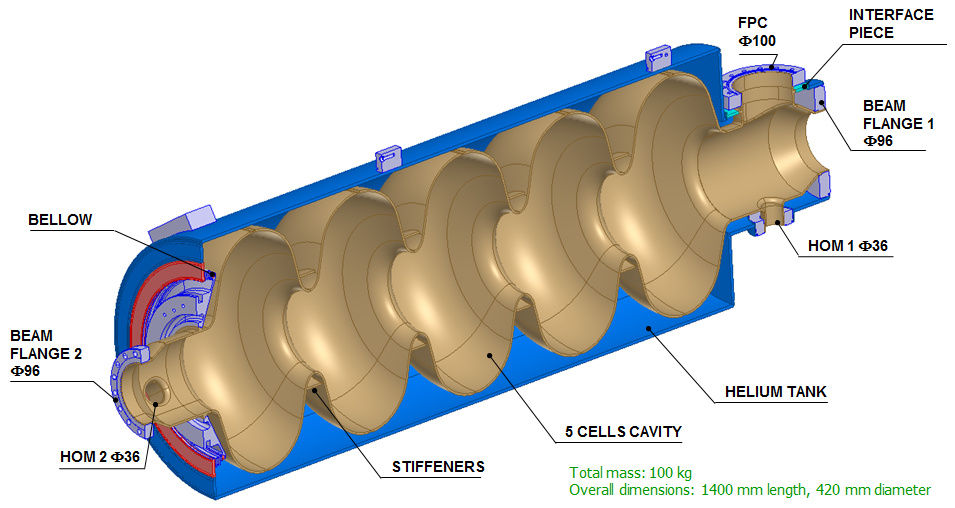 FPC
Φ100
INTERFACE
PIECE
BEAM
FLANGE 1
Φ96
BELLOW
HOM 1 Φ36
BEAM
FLANGE 2
Φ96
HELIUM TANK
5 CELLS CAVITY
HOM 2 Φ36
STIFFENERS
Total mass: 100 kg
Overall dimensions: 1400 mm length, 420 mm diameter